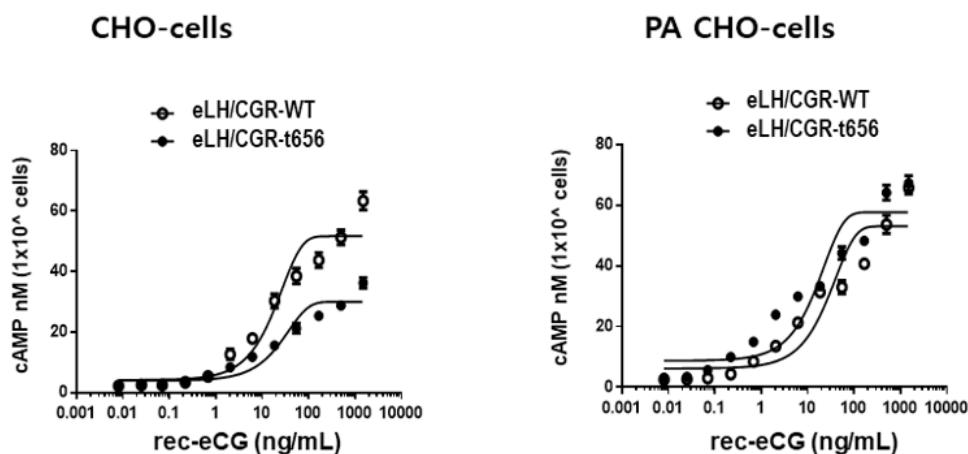 CHO-cells
eLH/CGR-WT
eLH/CGR-t656
cAMP nM (1x10^ cells)
80
60
40
20
0
0.001 0.01 0.1 1 10 100 1000 10000
rec-eCG (ng/mL)
PA CHO-cells
eLH/CGR-WT
eLH/CGR-t656
cAMP nM (1x10^ cells)
80
60
40
20
0
0.001 0.01 0.1 1 10 100 1000 10000
rec-eCG (ng/mL)